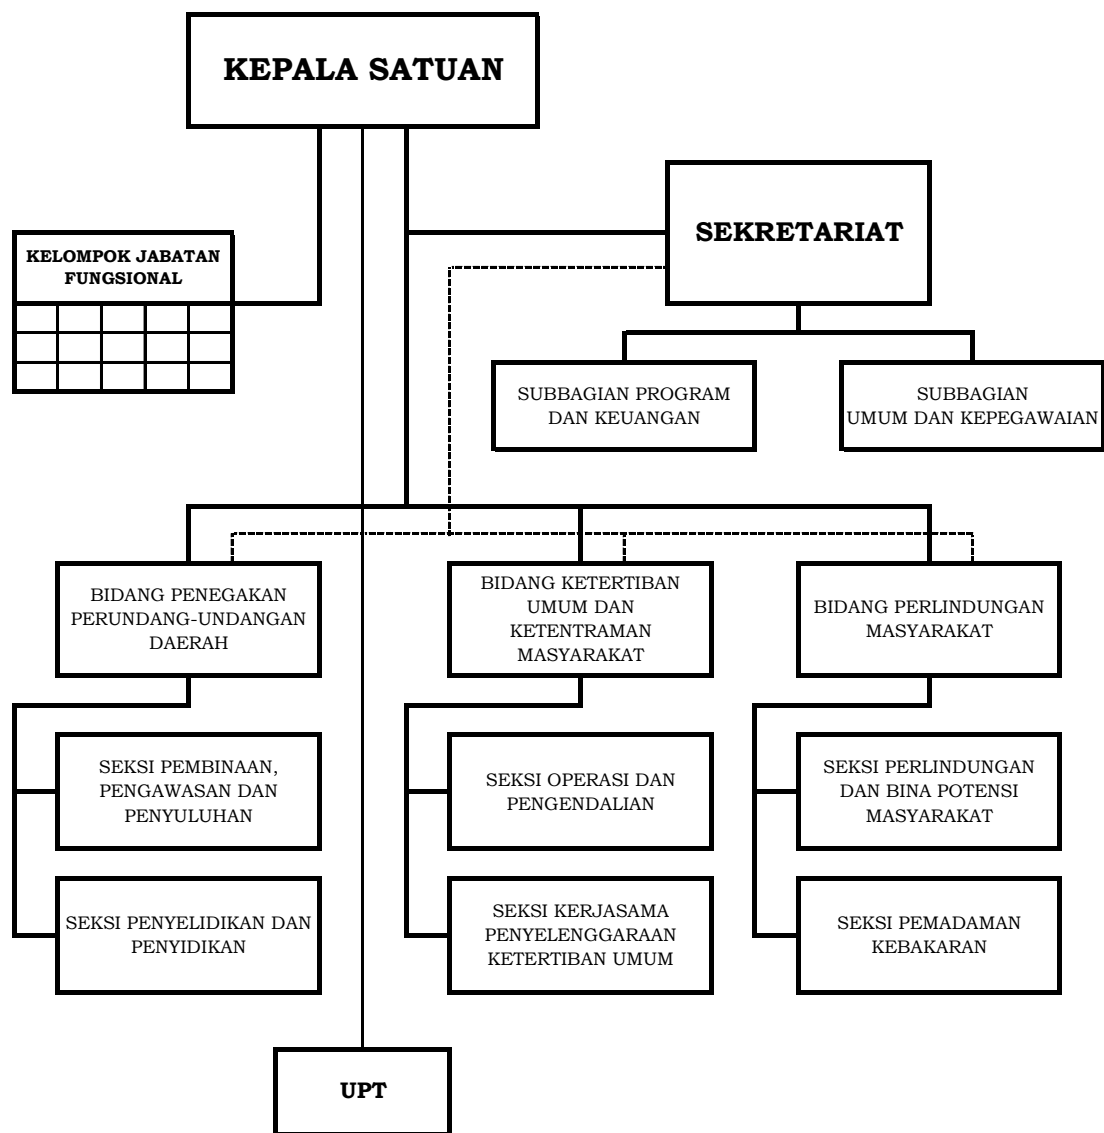 KEPALA SATUAN
SEKRETARIAT
KELOMPOK JABATAN
FUNGSIONAL
SUBBAGIAN PROGRAM
DAN KEUANGAN
SUBBAGIAN
UMUM DAN KEPEGAWAIAN
BIDANG PENEGAKAN
PERUNDANG-UNDANGAN
DAERAH
BIDANG KETERTIBAN
UMUM DAN
KETENTRAMAN
MASYARAKAT
BIDANG PERLINDUNGAN
MASYARAKAT
SEKSI PEMBINAAN,
PENGAWASAN DAN
PENYULUHAN
SEKSI OPERASI DAN
PENGENDALIAN
SEKSI PERLINDUNGAN
DAN BINA POTENSI
MASYARAKAT
SEKSI PENYELIDIKAN DAN
PENYIDIKAN
SEKSI KERJASAMA
PENYELENGGARAAN
KETERTIBAN UMUM
SEKSI PEMADAMAN
KEBAKARAN
UPT